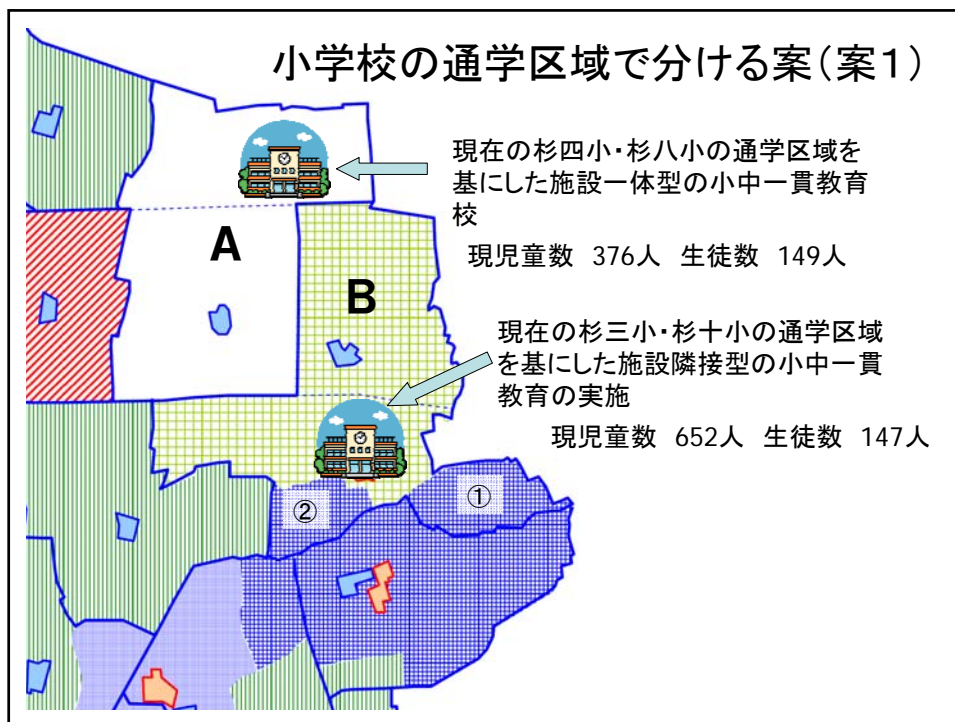 小学校の通学区域で分ける案（案１）
現在の杉四小・杉八小の通学区域を
基にした施設一体型の小中一貫教育
校
現児童数 376人 生徒数 149人
A
B
現在の杉三小・杉十小の通学区域
を基にした施設隣接型の小中一貫
教育の実施
現児童数 652人 生徒数 147人
①
②